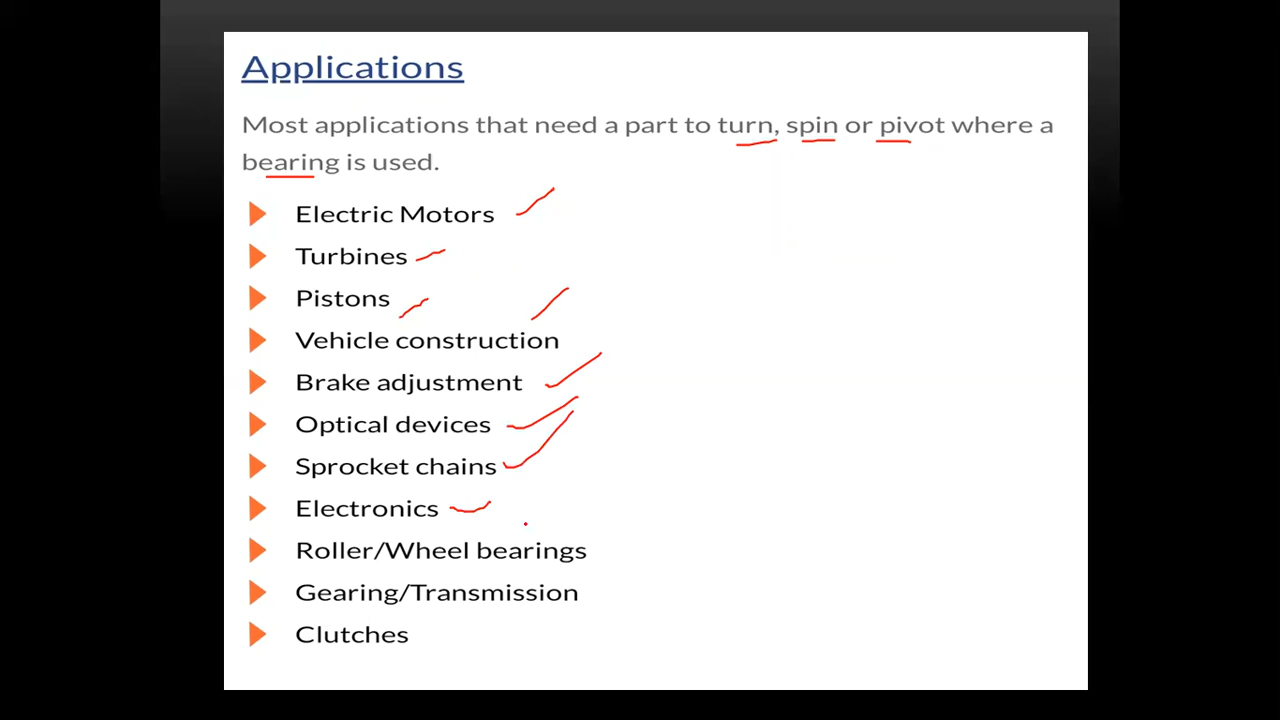 Applications
Most applications that need a part to turn, spin or pivot where a
bearing is used.
Electric Motors
Turbines
Pistons
Vehicle construction
Brake adjustment
Optical devices
Sprocket chains
Electronics
Roller/Wheel bearings
Gearing/Transmission
Clutches